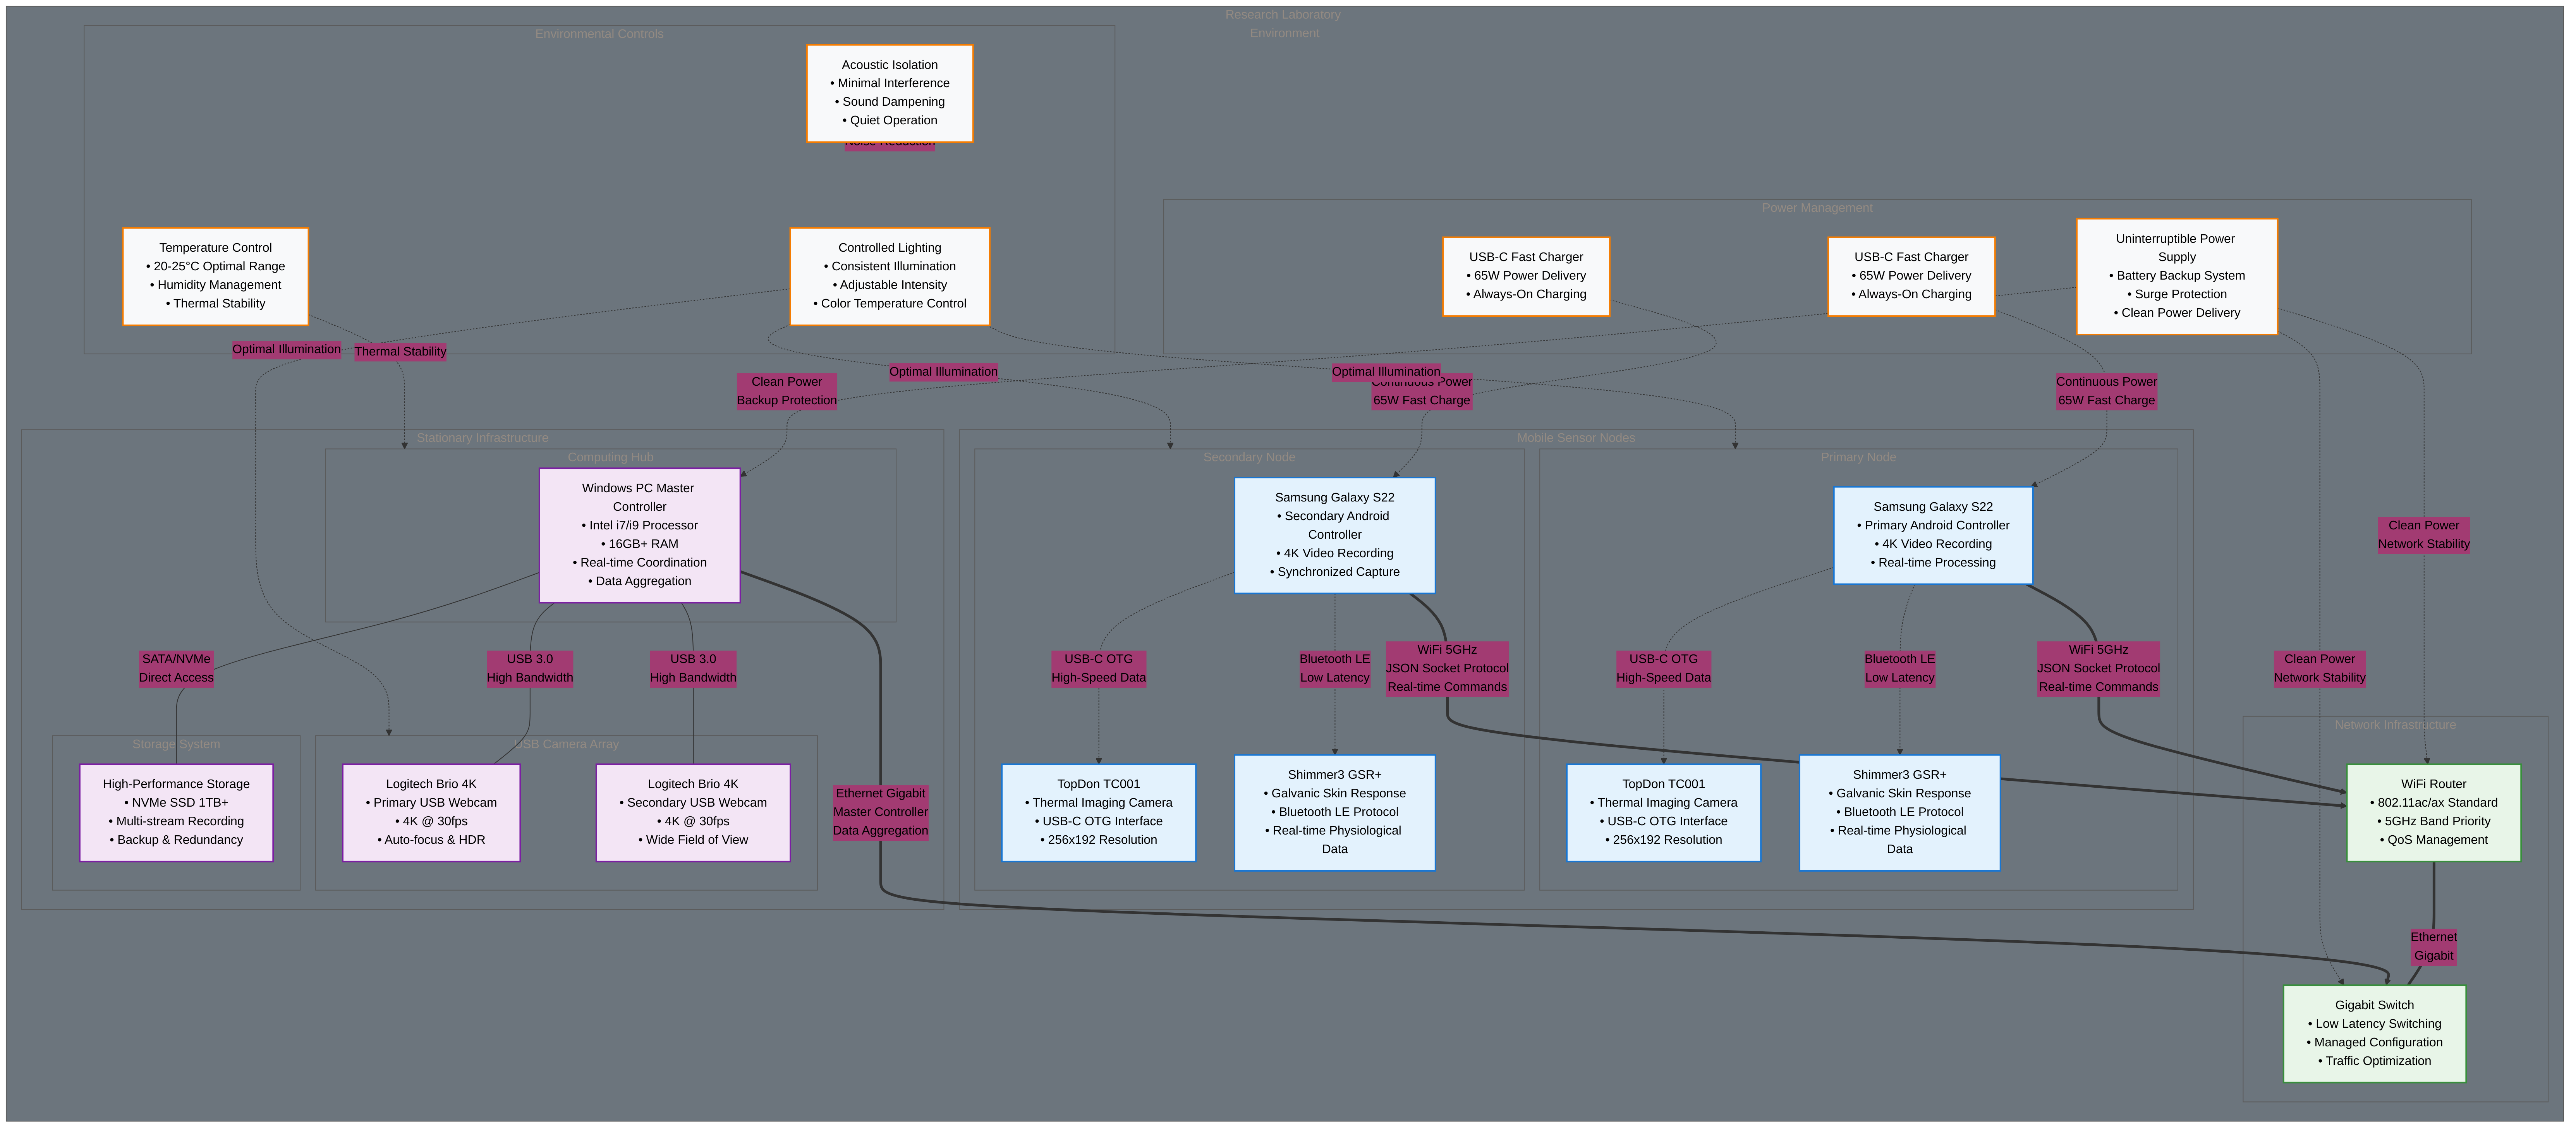 Research Laboratory
Environment
Environmental Controls
Acoustic Isolation
• Minimal Interference
• Sound Dampening
• Quiet Operation
Noise Reduction
Temperature Control
• 20-25°C Optimal Range
• Humidity Management
• Thermal Stability
Controlled Lighting
• Consistent Illumination
• Adjustable Intensity
• Color Temperature Control
Power Management
USB-C Fast Charger
• 65W Power Delivery
• Always-On Charging
USB-C Fast Charger
• 65W Power Delivery
• Always-On Charging
Uninterruptible Power
Supply
• Battery Backup System
• Surge Protection
• Clean Power Delivery
Optimal Illumination
Thermal Stability
Clean Power
Backup Protection
Optimal Illumination
Optimal Illumination
Continuous Power
65W Fast Charge
Continuous Power
65W Fast Charge
Stationary Infrastructure
Computing Hub
Windows PC Master
Controller
• Intel i7/i9 Processor
• 16GB+ RAM
• Real-time Coordination
• Data Aggregation
SATA/NVMe
Direct Access
USB 3.0
High Bandwidth
USB 3.0
High Bandwidth
Storage System
High-Performance Storage
• NVMe SSD 1TB+
• Multi-stream Recording
• Backup & Redundancy
USB Camera Array
Logitech Brio 4K
• Primary USB Webcam
• 4K @ 30fps
• Auto-focus & HDR
Logitech Brio 4K
• Secondary USB Webcam
• 4K @ 30fps
• Wide Field of View
Ethernet Gigabit
Master Controller
Data Aggregation
Mobile Sensor Nodes
Secondary Node
Samsung Galaxy S22
• Secondary Android
Controller
• 4K Video Recording
• Synchronized Capture
USB-C OTG
High-Speed Data
Bluetooth LE
Low Latency
WiFi 5GHz
JSON Socket Protocol
Real-time Commands
TopDon TC001
• Thermal Imaging Camera
• USB-C OTG Interface
• 256x192 Resolution
Shimmer3 GSR+
• Galvanic Skin Response
• Bluetooth LE Protocol
• Real-time Physiological
Data
Primary Node
Samsung Galaxy S22
• Primary Android Controller
• 4K Video Recording
• Real-time Processing
USB-C OTG
High-Speed Data
Bluetooth LE
Low Latency
WiFi 5GHz
JSON Socket Protocol
Real-time Commands
TopDon TC001
• Thermal Imaging Camera
• USB-C OTG Interface
• 256x192 Resolution
Shimmer3 GSR+
• Galvanic Skin Response
• Bluetooth LE Protocol
• Real-time Physiological
Data
Clean Power
Network Stability
Clean Power
Network Stability
Network Infrastructure
WiFi Router
• 802.11ac/ax Standard
• 5GHz Band Priority
• QoS Management
Ethernet
Gigabit
Gigabit Switch
• Low Latency Switching
• Managed Configuration
• Traffic Optimization